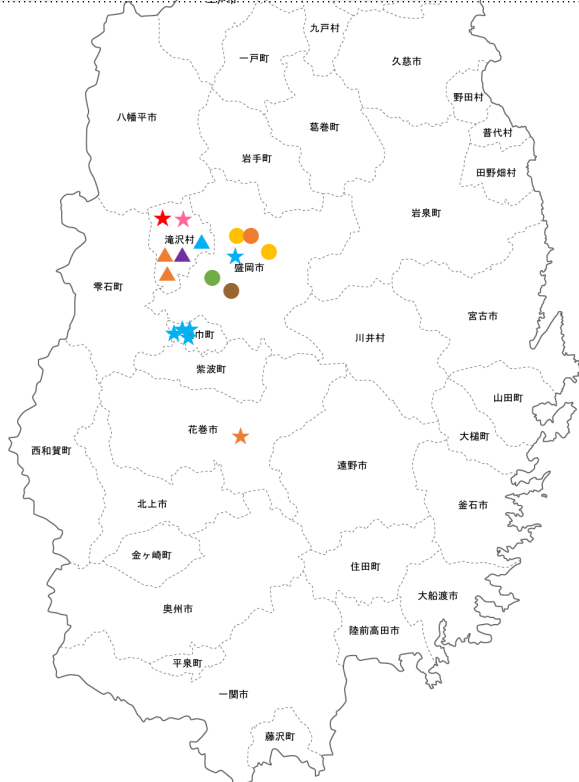 九戸村
一戸町
久慈市
野田村
八幡平市
葛巻町
普代村
岩手町
田野畑村
岩泉町
滝沢村
盛岡市
雫石町
宮古市
巾町
川井村
紫波町
山田町
花巻市
大槌町
西和賀町
遠野市
北上市
釜石市
金ヶ崎町
住田町
大船渡市
奥州市
陸前高田市
平泉町
一関市
藤沢町